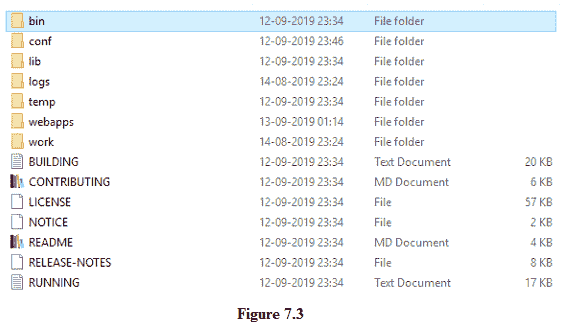 bin 12-09-2019 23:34 File folder
conf 12-09-2019 23:46 File folder
lib 12-09-2019 23:34 File folder
logs 14-08-2019 23:24 File folder
temp 12-09-2019 23:34 File folder
webapps 13-09-2019 01:14 File folder
work 14-08-2019 23:24 File folder
BUILDING 12-09-2019 23:34 Text Document 20 KB
CONTRIBUTING 12-09-2019 23:34 MD Document 6 KB
LICENSE 12-09-2019 23:34 File 57 KB
NOTICE 12-09-2019 23:34 File 2 KB
README 12-09-2019 23:34 MD Document 4 KB
RELEASE-NOTES 12-09-2019 23:34 File 8 KB
RUNNING 12-09-2019 23:34 Text Document 17 KB
Figure 7.3